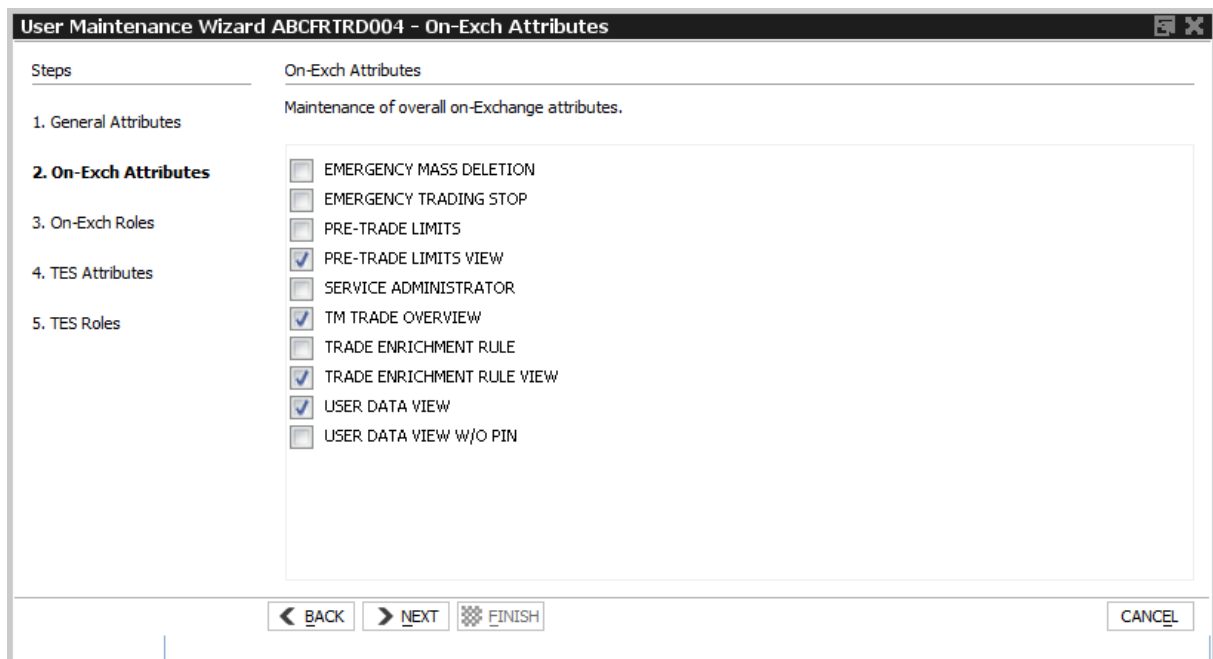 User Maintenance Wizard ABCFRTRD004 - On-Exch Attributes
Steps
1. General Attributes
2. On-Exch Attributes
3. On-Exch Roles
4. TES Attributes
5. TES Roles
On-Exch Attributes
Maintenance of overall on-Exchange attributes.
EMERGENCY MASS DELETION
EMERGENCY TRADING STOP
PRE-TRADE LIMITS
PRE-TRADE LIMITS VIEW
SERVICE ADMINISTRATOR
TM TRADE OVERVIEW
TRADE ENRICHMENT RULE
TRADE ENRICHMENT RULE VIEW
USER DATA VIEW
USER DATA VIEW W/O PIN
BACK NEXT FINISH CANCEL